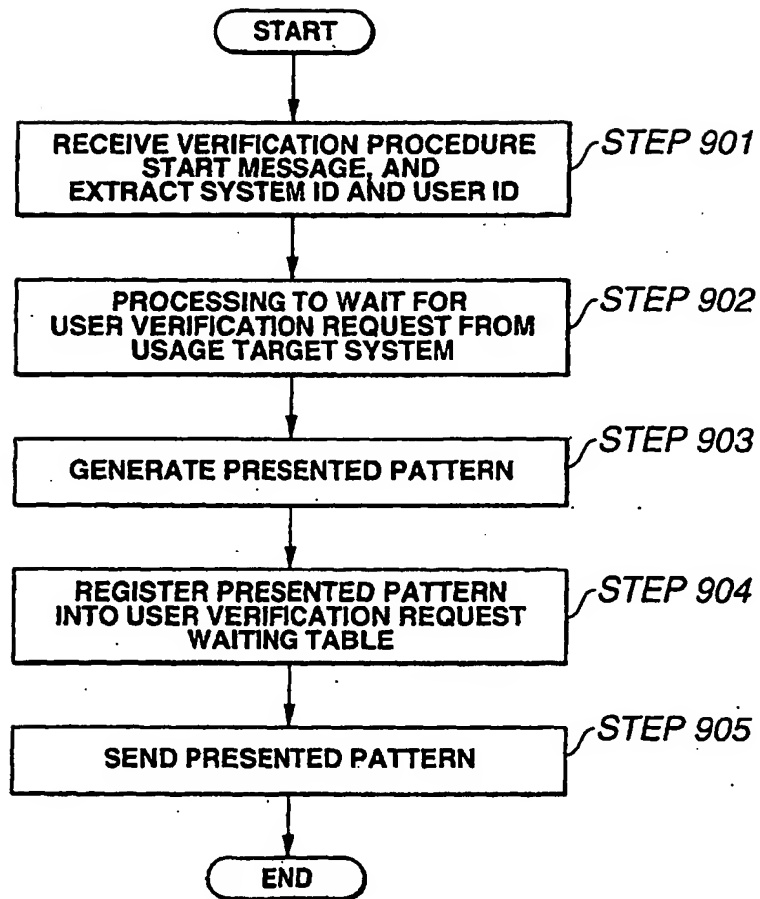 START
RECEIVE VERIFICATION PROCEDURE
START MESSAGE, AND
EXTRACT SYSTEM ID AND USER ID
STEP 901
PROCESSING TO WAIT FOR
USER VERIFICATION REQUEST FROM
USAGE TARGET SYSTEM
STEP 902
GENERATE PRESENTED PATTERN
STEP 903
REGISTER PRESENTED PATTERN
INTO USER VERIFICATION REQUEST
WAITING TABLE
STEP 904
SEND PRESENTED PATTERN
STEP 905
END